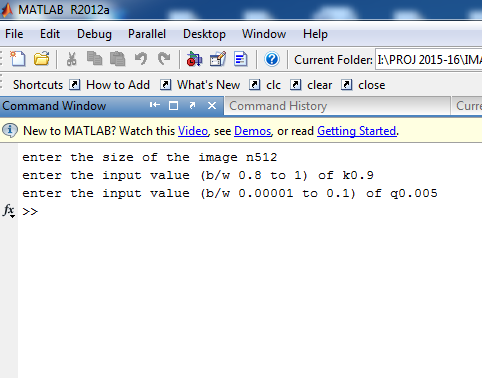 MATLAB R2012a
File Edit Debug Parallel Desktop Window Help
Current Folder: I:\PROJ 2015-16\IMA
Shortcuts How to Add What's New clc clear close
Command Window Command History Curre
New to MATLAB? Watch this Video, see Demos, or read Getting Started.
enter the size of the image n512
enter the input value (b/w 0.8 to 1) of k0.9
enter the input value (b/w 0.00001 to 0.1) of q0.005
fx >>